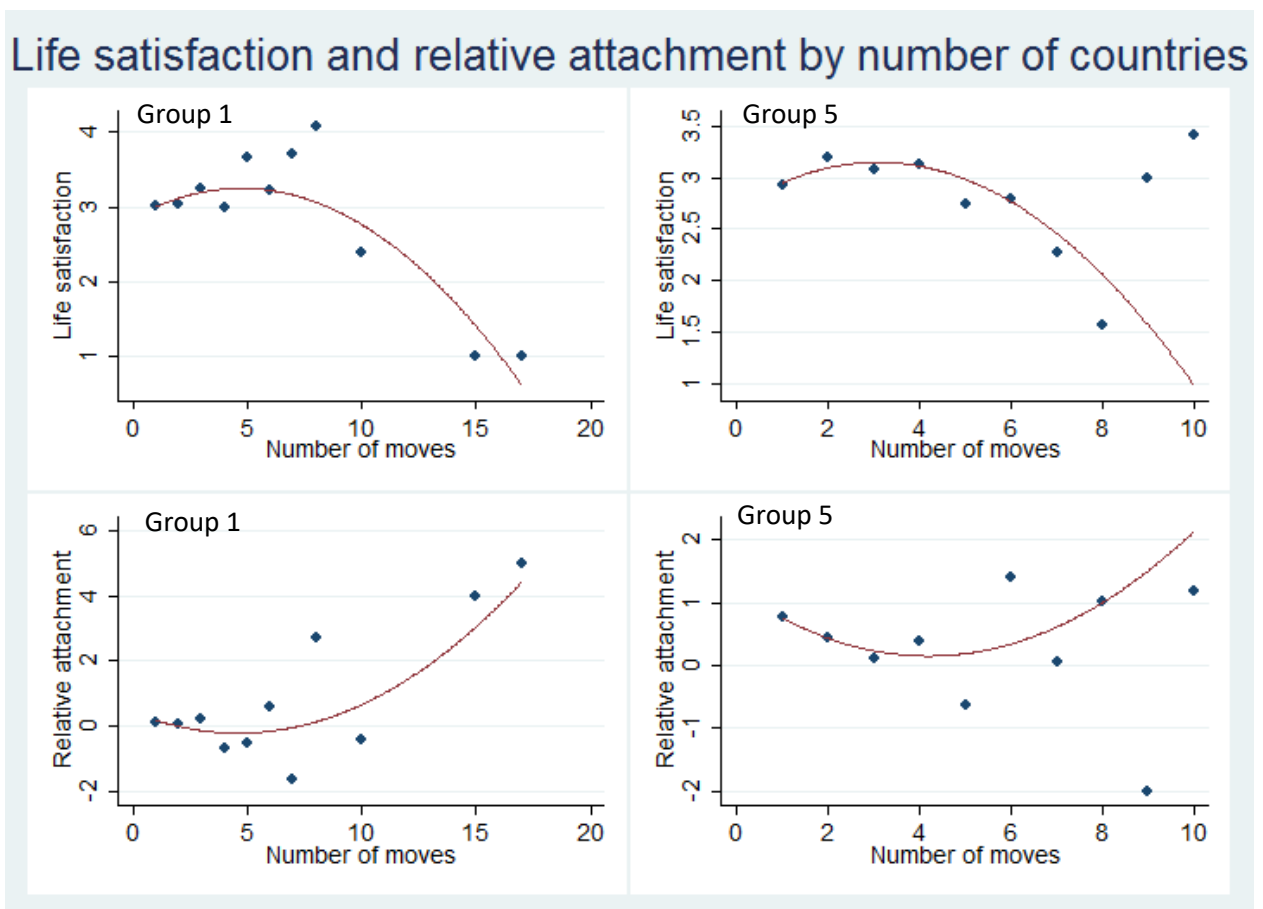 Life satisfaction and relative attachment by number of countries
Group 1
Life satisfaction
4
3
2
1
0 5 10 15 20
Number of moves
Group 5
Life satisfaction
3.5
3
2.5
2
1.5
1
0 2 4 6 8 10
Number of moves
Group 1
Relative attachment
6
4
2
0
-2
0 5 10 15 20
Number of moves
Group 5
Relative attachment
2
1
0
-1
-2
0 2 4 6 8 10
Number of moves